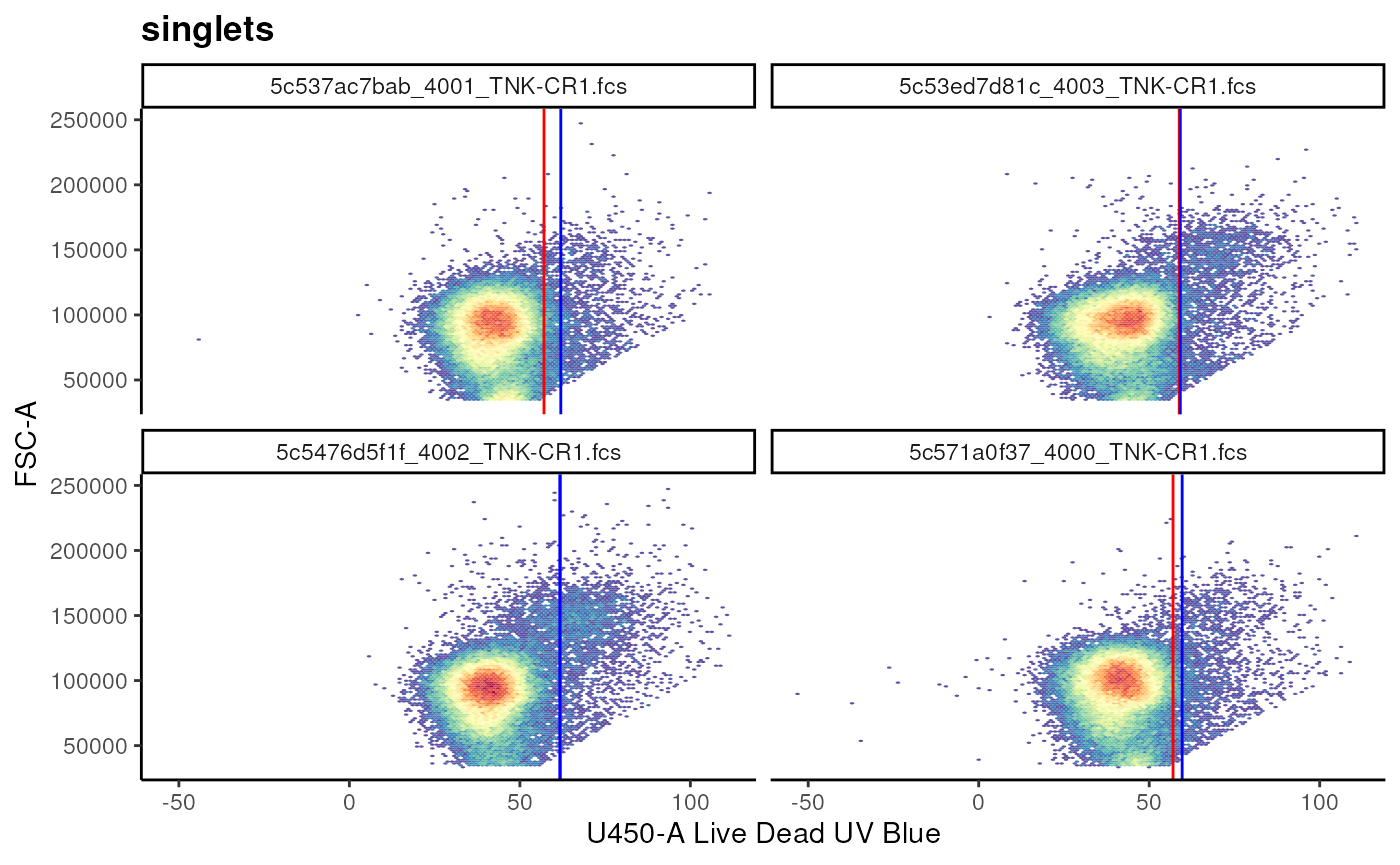 singlets
5c537ac7bab_4001_TNK-CR1.fcs
5c53ed7d81c_4003_TNK-CR1.fcs
250000
200000
150000
100000
50000
FSC-A
5c5476d5f1f_4002_TNK-CR1.fcs
5c571a0f37_4000_TNK-CR1.fcs
250000
200000
150000
100000
50000
-50 0 50 100
-50 0 50 100
U450-A Live Dead UV Blue